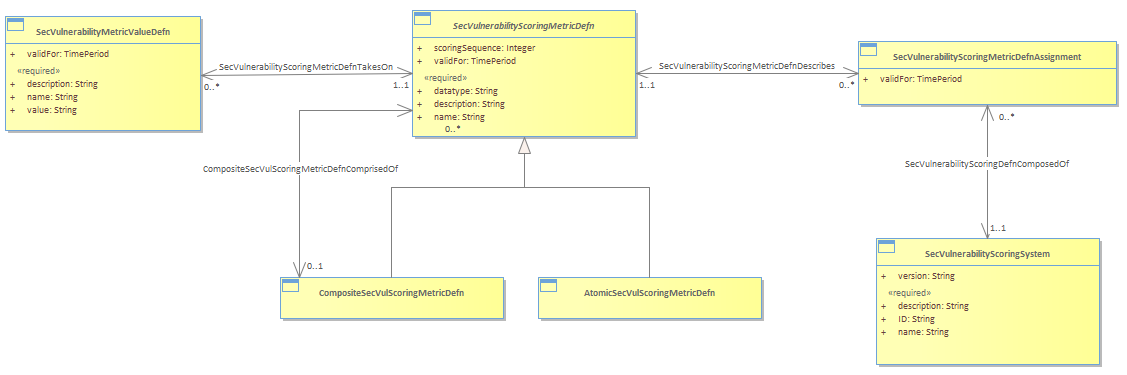 SecVulnerabilityMetricValueDefn
+ validFor: TimePeriod
«required»
+ description: String
+ name: String
+ value: String
SecVulnerabilityScoringMetricDefnTakesOn
0..*
1..1
SecVulnerabilityScoringMetricDefn
+ scoringSequence: Integer
+ validFor: TimePeriod
«required»
+ datatype: String
+ description: String
+ name: String
0..*
SecVulnerabilityScoringMetricDefnDescribes
1..1
0..*
SecVulnerabilityScoringMetricDefnAssignment
+ validFor: TimePeriod
0..*
SecVulnerabilityScoringDefnComposedOf
1..1
CompositeSecVulScoringMetricDefnComprisedOf
0..1
CompositeSecVulScoringMetricDefn
AtomicSecVulScoringMetricDefn
SecVulnerabilityScoringSystem
+ version: String
«required»
+ description: String
+ ID: String
+ name: String